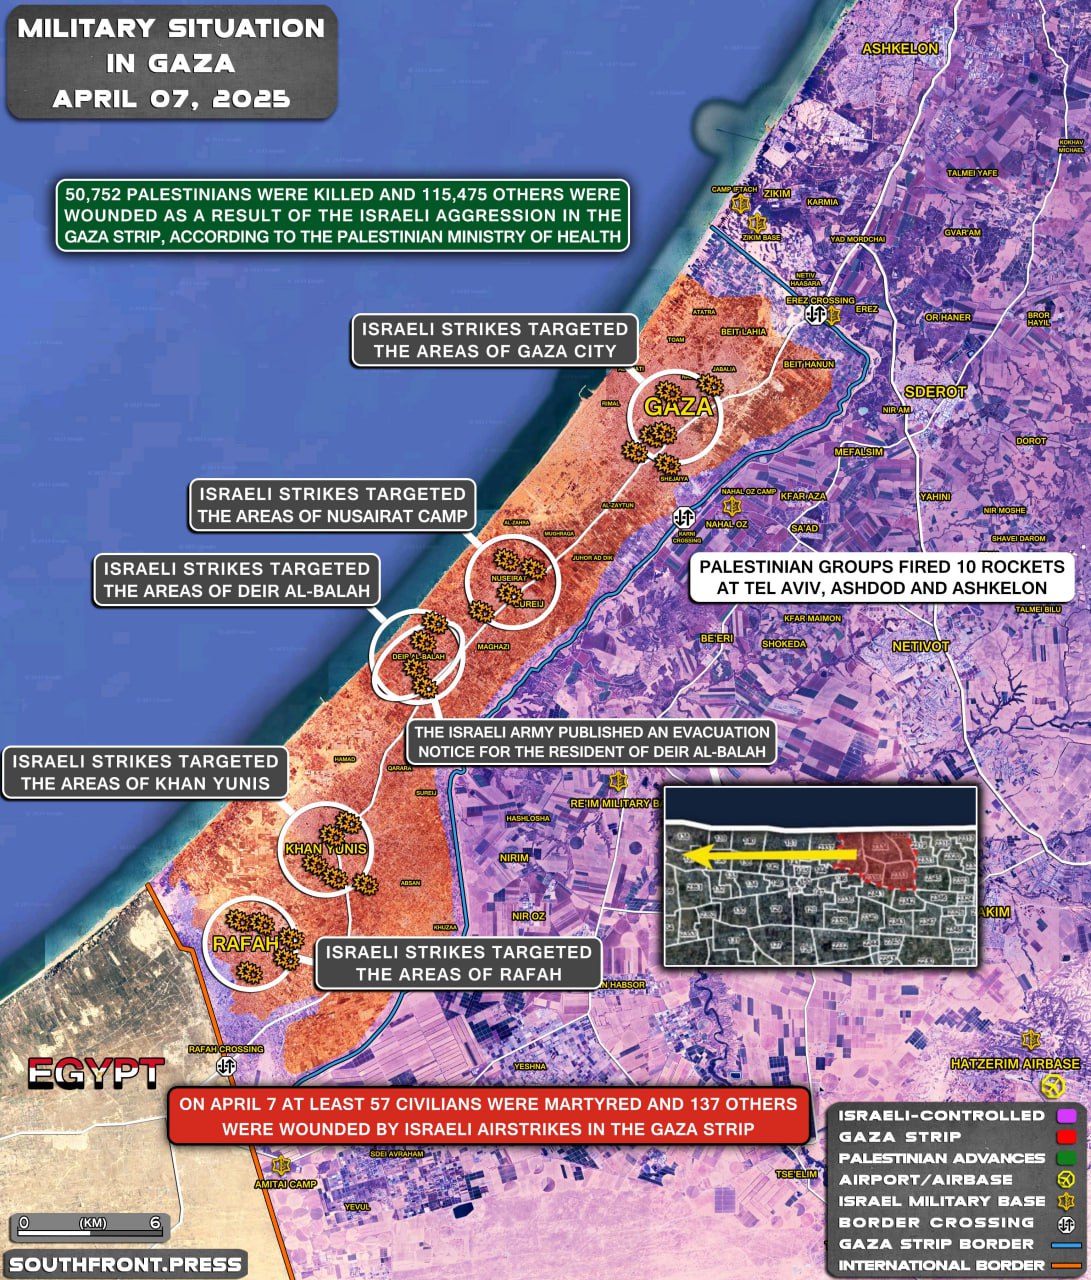 MILITARY SITUATION
IN GAZA
APRIL 07, 2025
ASHKELON
KOKHAV
MICHAEL
TALMEI YAFE
50,752 PALESTINIANS WERE KILLED AND 115,475 OTHERS WERE
WOUNDED AS A RESULT OF THE ISRAELI AGGRESSION IN THE
GAZA STRIP, ACCORDING TO THE PALESTINIAN MINISTRY OF HEALTH
CAMP IFTACH
ZIKIM
KARMIA
ZIKIM BASE
YAD MORDCHAI
GVAR'AM
NETIV
HAASARA
EREZ CROSSING
EREZ
OR HANER
BROR
HAYIL
ISRAELI STRIKES TARGETED
THE AREAS OF GAZA CITY
ATATRA
BEIT LAHIA
TOAM
JABALIA
BEIT HANUN
RIMAL
GAZA
SDEROT
NIR AM
DOROT
MEFALSIM
SHEJAIYA
ISRAELI STRIKES TARGETED
THE AREAS OF NUSAIRAT CAMP
AL-ZAYTUN
NAHAL OZ CAMP
KFAR AZA
YAHINI
NIR MOSHE
AL-ZAHRA
MUGHRAGA
KARNI
CROSSING
NAHAL OZ
SA'AD
SHAVEI DAROM
JUHOR AD DIK
ISRAELI STRIKES TARGETED
THE AREAS OF DEIR AL-BALAH
NUSEIRAT
UREIJ
PALESTINIAN GROUPS FIRED 10 ROCKETS
AT TEL AVIV, ASHDOD AND ASHKELON
TALMEI BILU
KFAR MAIMON
BE'ERI
SHOKEDA
NETIVOT
MAGHAZI
DEIR AL-BALAH
THE ISRAELI ARMY PUBLISHED AN EVACUATION
NOTICE FOR THE RESIDENT OF DEIR AL-BALAH
ISRAELI STRIKES TARGETED
THE AREAS OF KHAN YUNIS
HAMAD
QARARA
SUREIJ
RE'IM MILITARY B
HASHLOSHA
KHAN YUNIS
NIRIM
ABSAN
NIR OZ
AKIM
KHUZAA
RAFAH
ISRAELI STRIKES TARGETED
THE AREAS OF RAFAH
N HABSOR
RAFAH CROSSING
EGYPT
YESHNA
HATZERIM AIRBASE
ON APRIL 7 AT LEAST 57 CIVILIANS WERE MARTYRED AND 137 OTHERS
WERE WOUNDED BY ISRAELI AIRSTRIKES IN THE GAZA STRIP
SDEI AVRAHAM
AMITAI CAMP
YEVUL
TSE'ELIM
ISRAELI-CONTROLLED
GAZA STRIP
PALESTINIAN ADVANCES
AIRPORT/AIRBASE
ISRAEL MILITARY BASE
BORDER CROSSING
GAZA STRIP BORDER
INTERNATIONAL BORDER
0 (KM) 6
SOUTHFRONT.PRESS